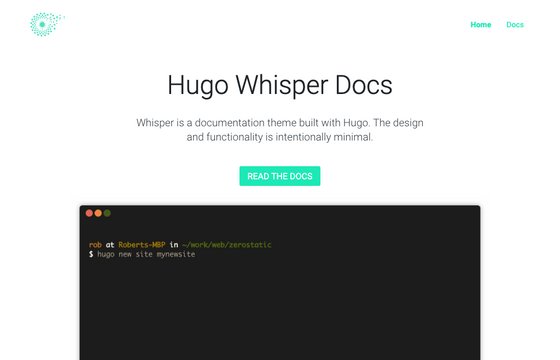 Home Docs
Hugo Whisper Docs
Whisper is a documentation theme built with Hugo. The design
and functionality is intentionally minimal.
READ THE DOCS
rob at Roberts-MBP in ~/work/web/zerostatic
$ hugo new site mynewsite